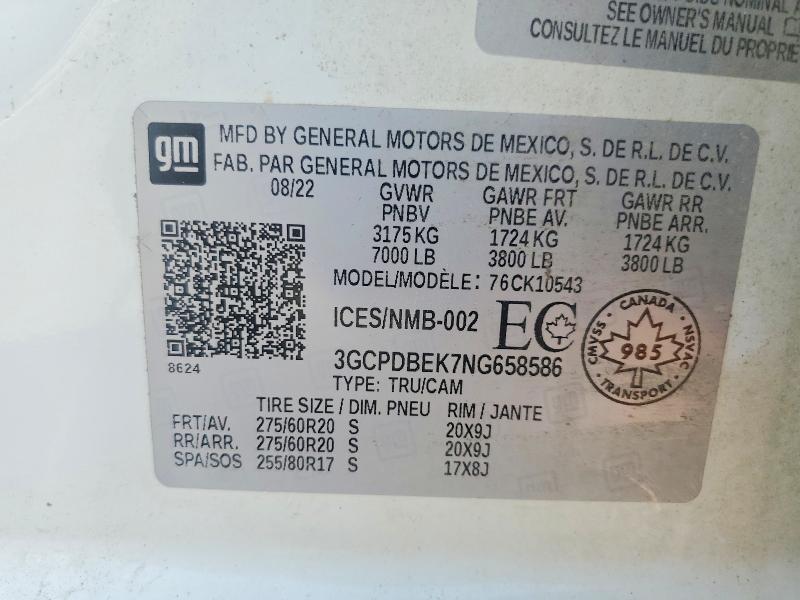 SEE OWNER'S MANUAL
CONSULTEZ LE MANUEL DU PROPRIÉ
gm
MFD BY GENERAL MOTORS DE MEXICO, S. DE R.L. DE C.V.
FAB. PAR GENERAL MOTORS DE MEXICO, S. DE R.L. DE C.V.
08/22 GVWR GAWR FRT GAWR RR
PNBV PNBE AV. PNBE ARR.
3175 KG 1724 KG 1724 KG
7000 LB 3800 LB 3800 LB
MODEL/MODÈLE: 76CK10543
ICES/NMB-002 EC
CANADA
CMVSS · NSVAC
985
TRANSPORT
3GCPDBEK7NG658586
8624
TYPE: TRU/CAM
TIRE SIZE / DIM. PNEU RIM / JANTE
FRT/AV. 275/60R20 S 20X9J
RR/ARR. 275/60R20 S 20X9J
SPA/SOS 255/80R17 S 17X8J